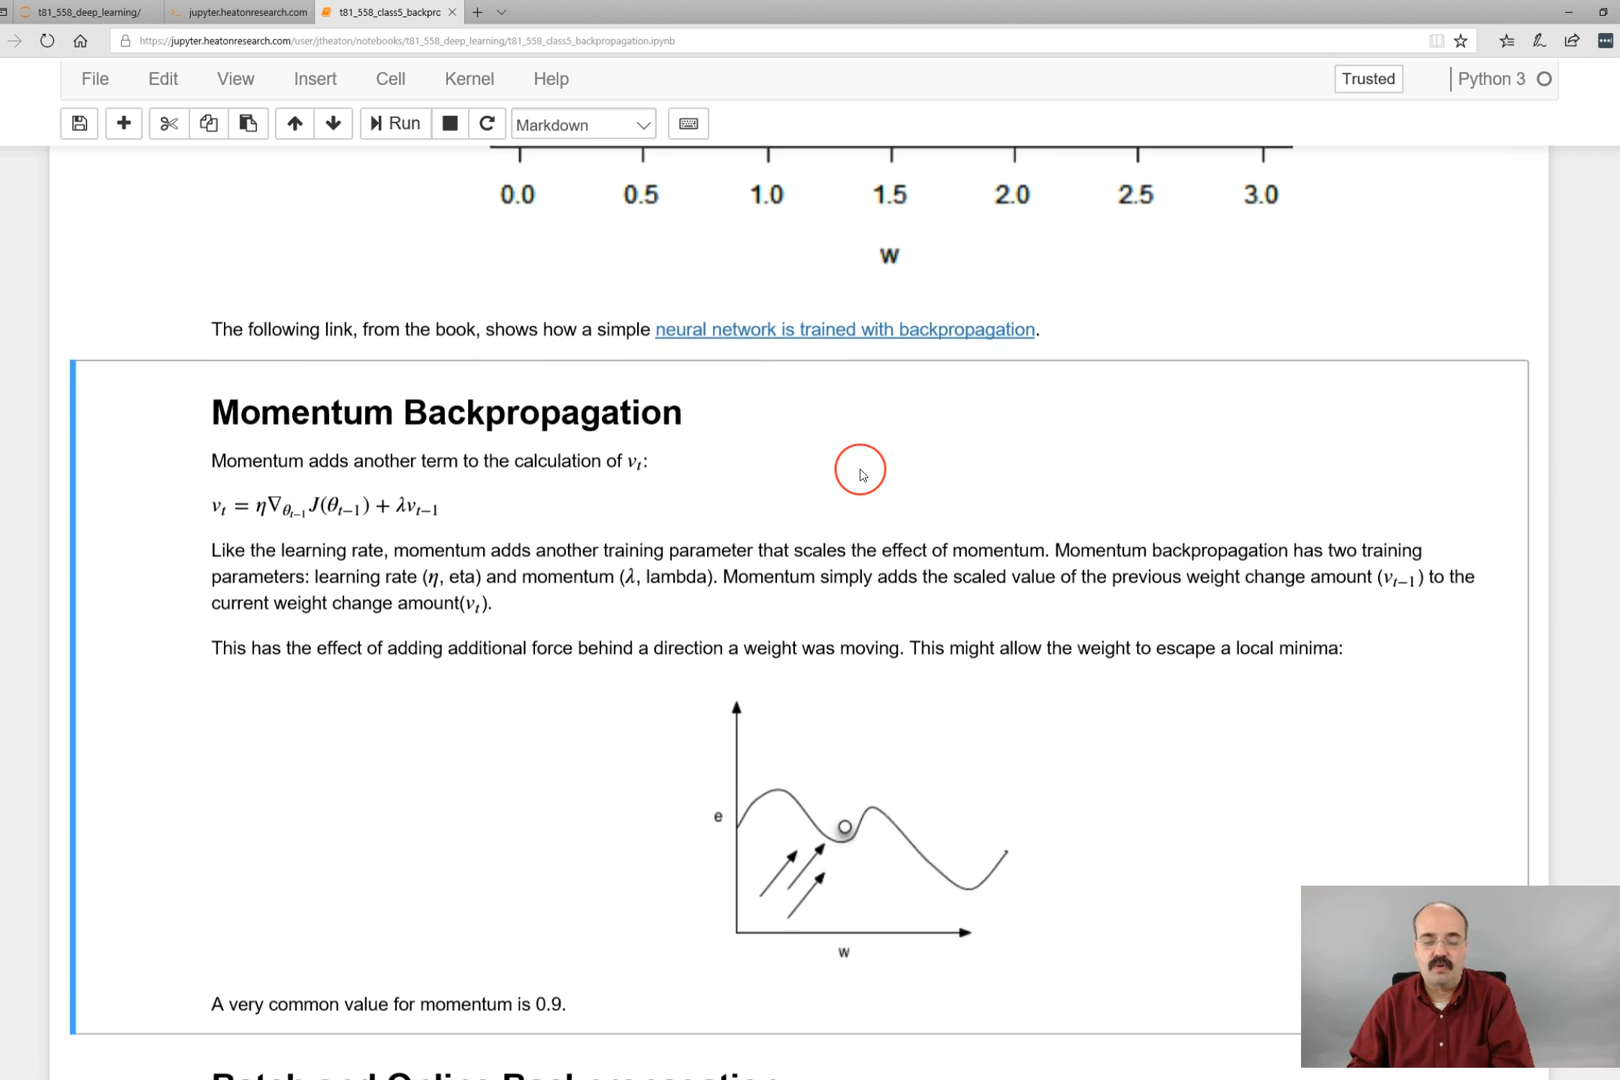 t81_558_deep_learning/
jupyter.heatonresearch.com
t81_558_class5_backprc
https://jupyter.heatonresearch.com/user/jtheaton/notebooks/t81_558_deep_learning/t81_558_class5_backpropagation.ipynb
File Edit View Insert Cell Kernel Help Trusted Python 3
Run Markdown
0.0 0.5 1.0 1.5 2.0 2.5 3.0
w
The following link, from the book, shows how a simple neural network is trained with backpropagation.
Momentum Backpropagation
Momentum adds another term to the calculation of vₜ:
vₜ = η∇_{θₜ₋₁} J(θₜ₋₁) + λvₜ₋₁
Like the learning rate, momentum adds another training parameter that scales the effect of momentum. Momentum backpropagation has two training
parameters: learning rate (η, eta) and momentum (λ, lambda). Momentum simply adds the scaled value of the previous weight change amount (vₜ₋₁) to the
current weight change amount(vₜ).
This has the effect of adding additional force behind a direction a weight was moving. This might allow the weight to escape a local minima:
e
w
A very common value for momentum is 0.9.
Batch and Online Backpropagation